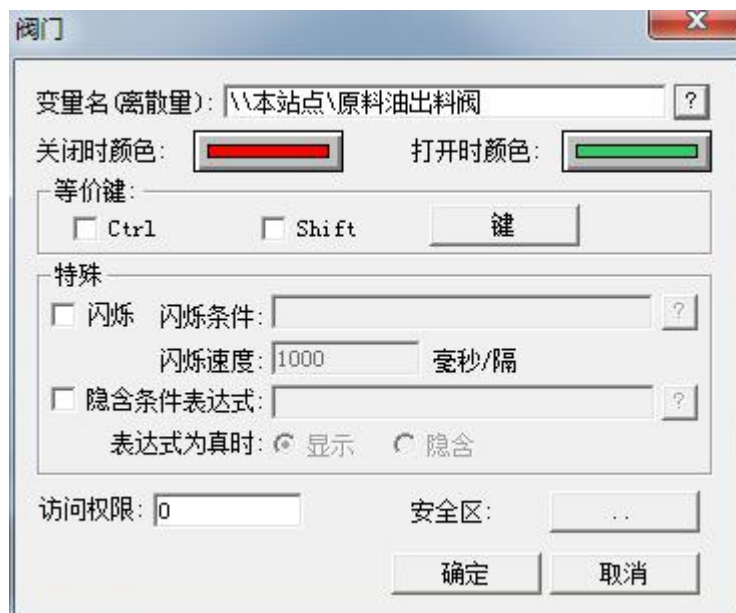 阀门
变量名(离散量): \\本站点\原料油出料阀 ?
关闭时颜色: 打开时颜色:
等价键:
Ctrl Shift 键
特殊
闪烁 闪烁条件: ?
闪烁速度: 1000 毫秒/隔
隐含条件表达式: ?
表达式为真时: 显示 隐含
访问权限: 0 安全区: ..
确定 取消